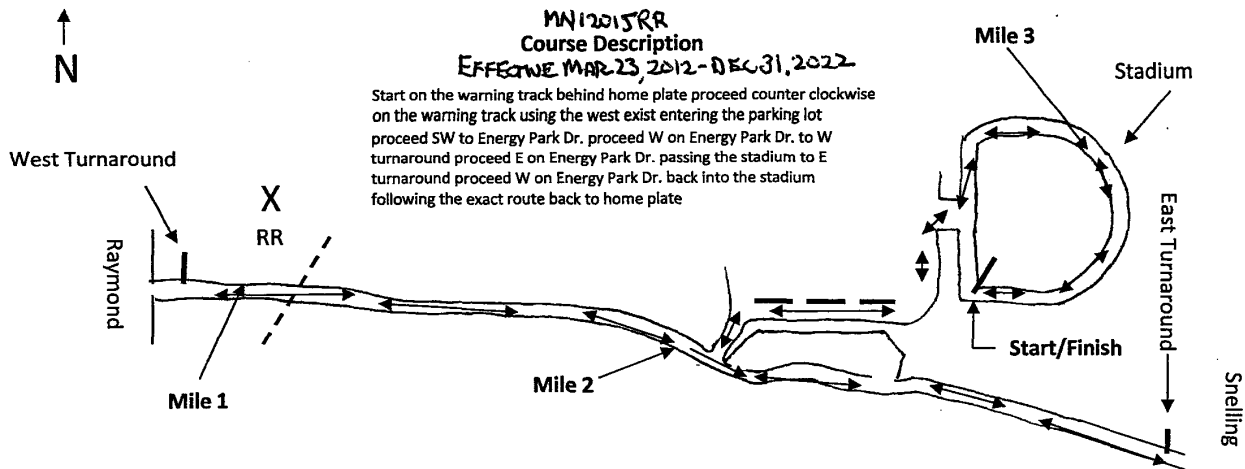 MN12015RR
Course Description
EFFECTIVE MAR 23, 2012 - DEC 31, 2022
Start on the warning track behind home plate proceed counter clockwise
on the warning track using the west exist entering the parking lot
proceed SW to Energy Park Dr. proceed W on Energy Park Dr. to W
turnaround proceed E on Energy Park Dr. passing the stadium to E
turnaround proceed W on Energy Park Dr. back into the stadium
following the exact route back to home plate
N
Mile 3
Stadium
West Turnaround
X
RR
Raymond
East Turnaround
Start/Finish
Mile 2
Mile 1
Snelling